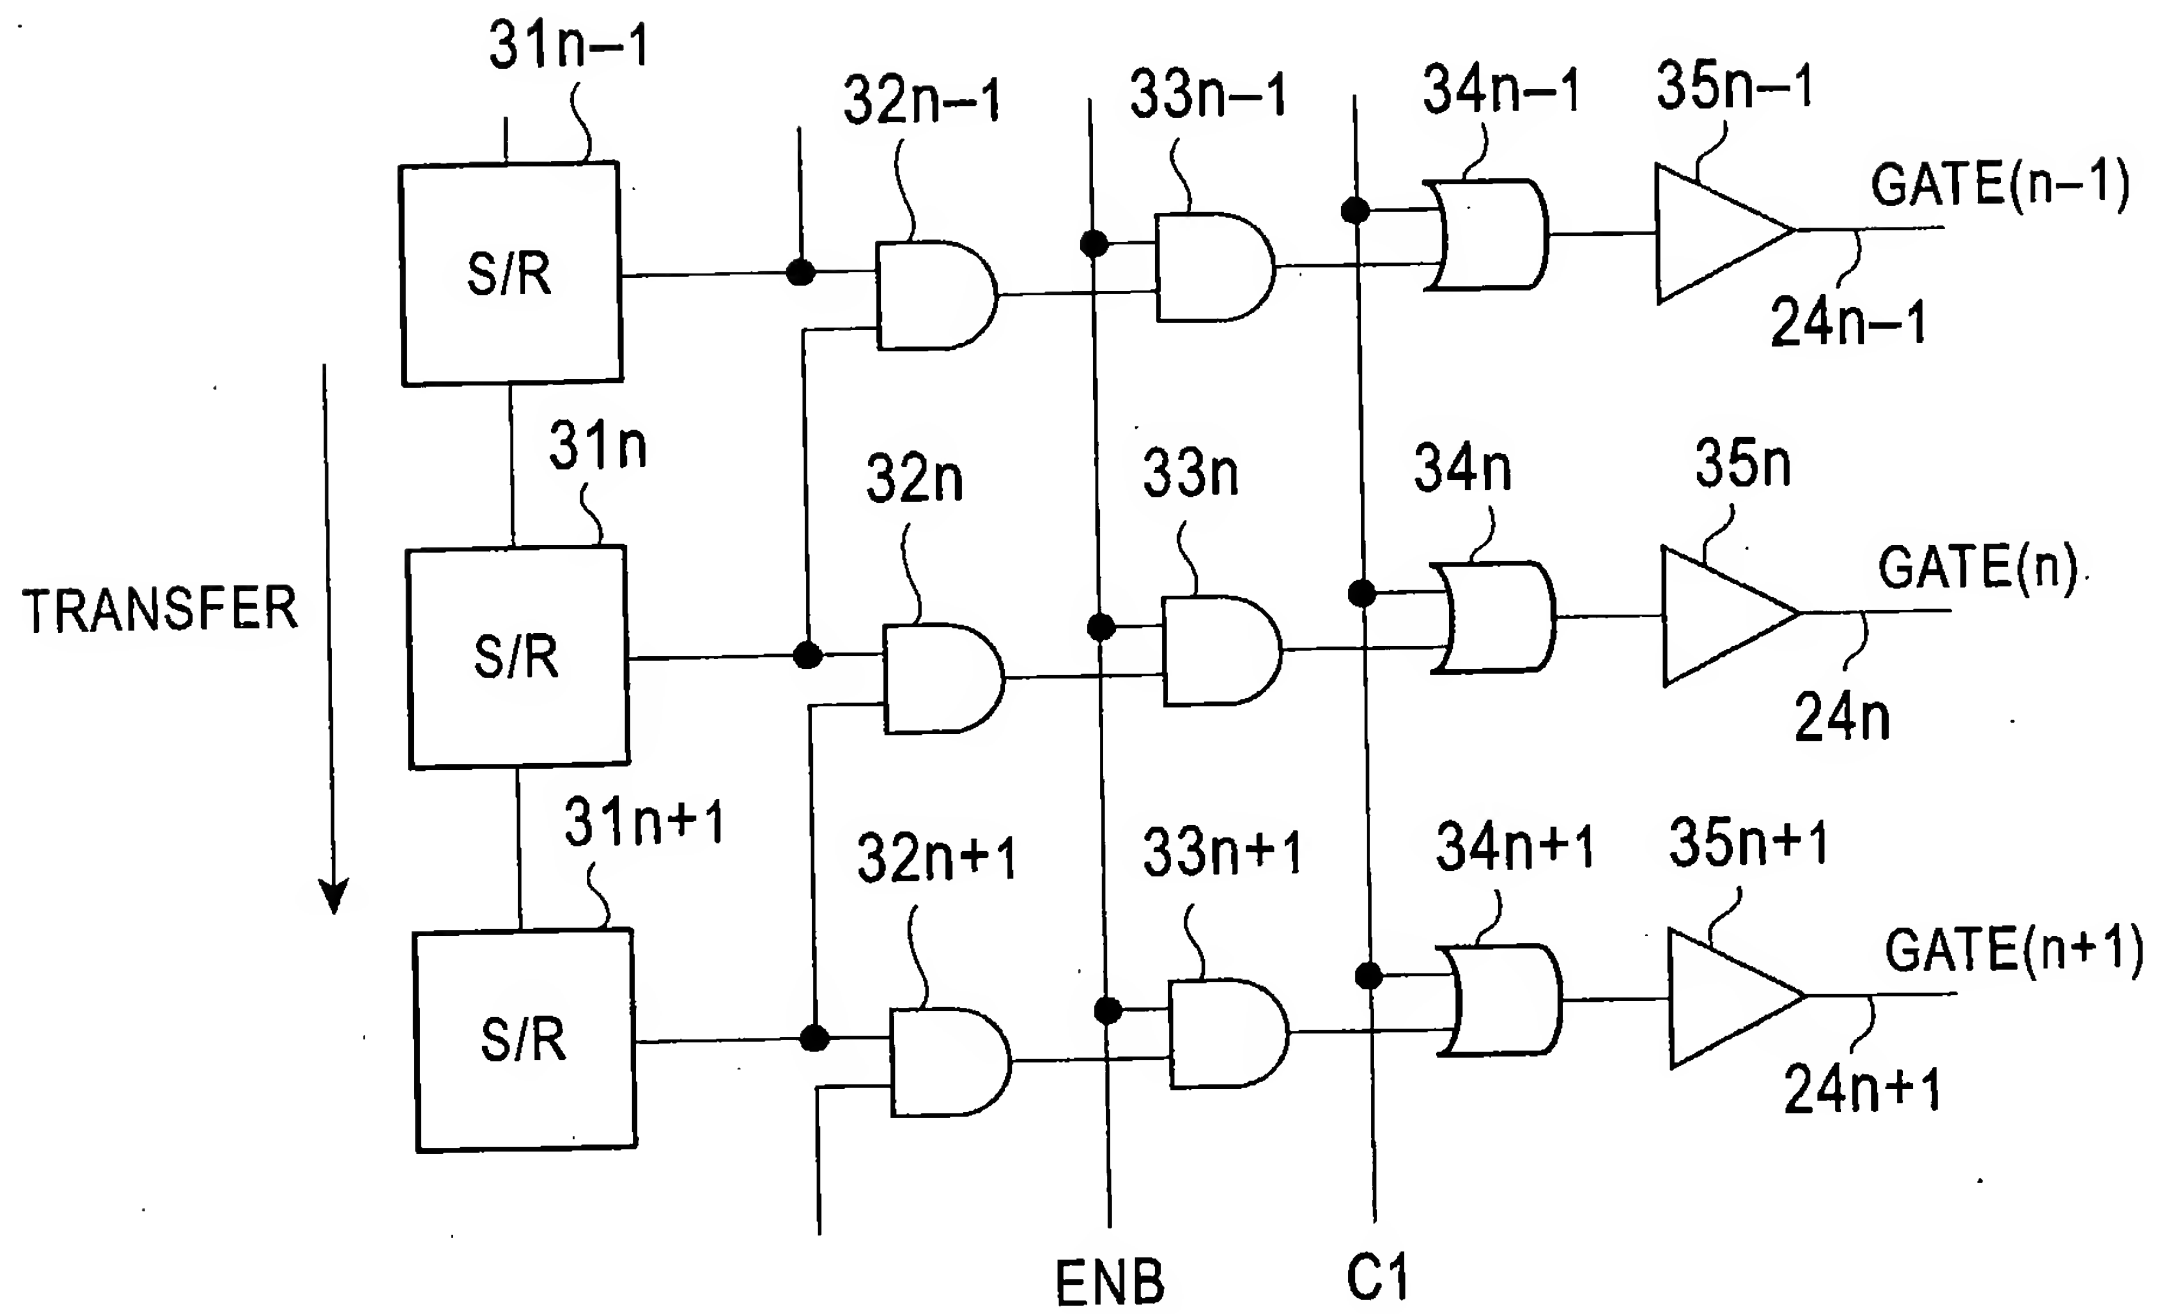 31n–1
32n–1
33n–1
34n–1
35n–1
GATE(n–1)
S/R
24n–1
31n
32n
33n
34n
35n
GATE(n)
TRANSFER
S/R
24n
31n+1
32n+1
33n+1
34n+1
35n+1
GATE(n+1)
S/R
24n+1
ENB
C1